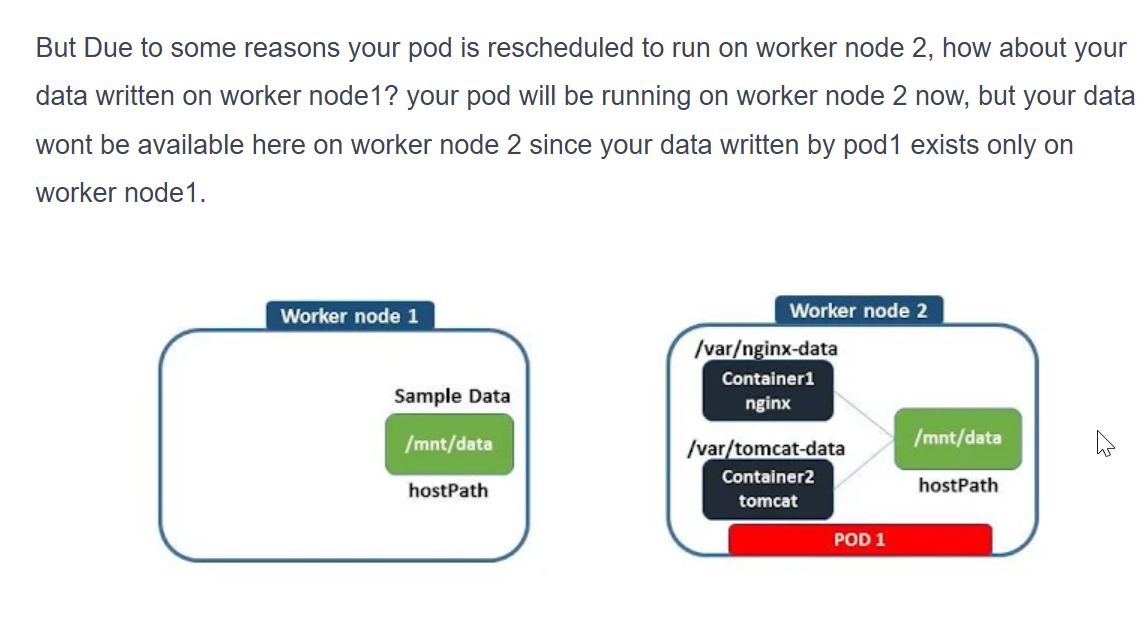 But Due to some reasons your pod is rescheduled to run on worker node 2, how about your
data written on worker node1? your pod will be running on worker node 2 now, but your data
wont be available here on worker node 2 since your data written by pod1 exists only on
worker node1.
Worker node 1
Sample Data
/mnt/data
hostPath
Worker node 2
/var/nginx-data
Container1
nginx
/var/tomcat-data
Container2
tomcat
/mnt/data
hostPath
POD 1